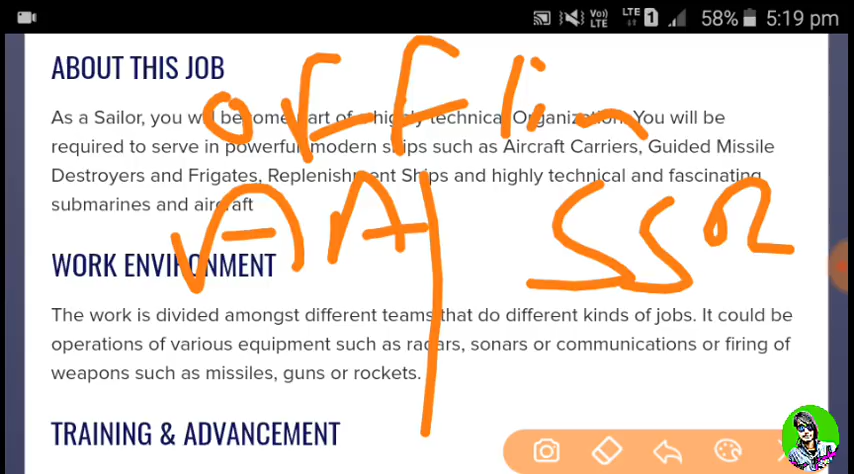 LTE 1 58% 5:19 pm
ABOUT THIS JOB
As a Sailor, you will become part of a highly technical Organization. You will be
required to serve in powerful, modern ships such as Aircraft Carriers, Guided Missile
Destroyers and Frigates, Replenishment Ships and highly technical and fascinating
submarines and aircraft
WORK ENVIRONMENT
The work is divided amongst different teams that do different kinds of jobs. It could be
operations of various equipment such as radars, sonars or communications or firing of
weapons such as missiles, guns or rockets.
TRAINING & ADVANCEMENT
AA SSR